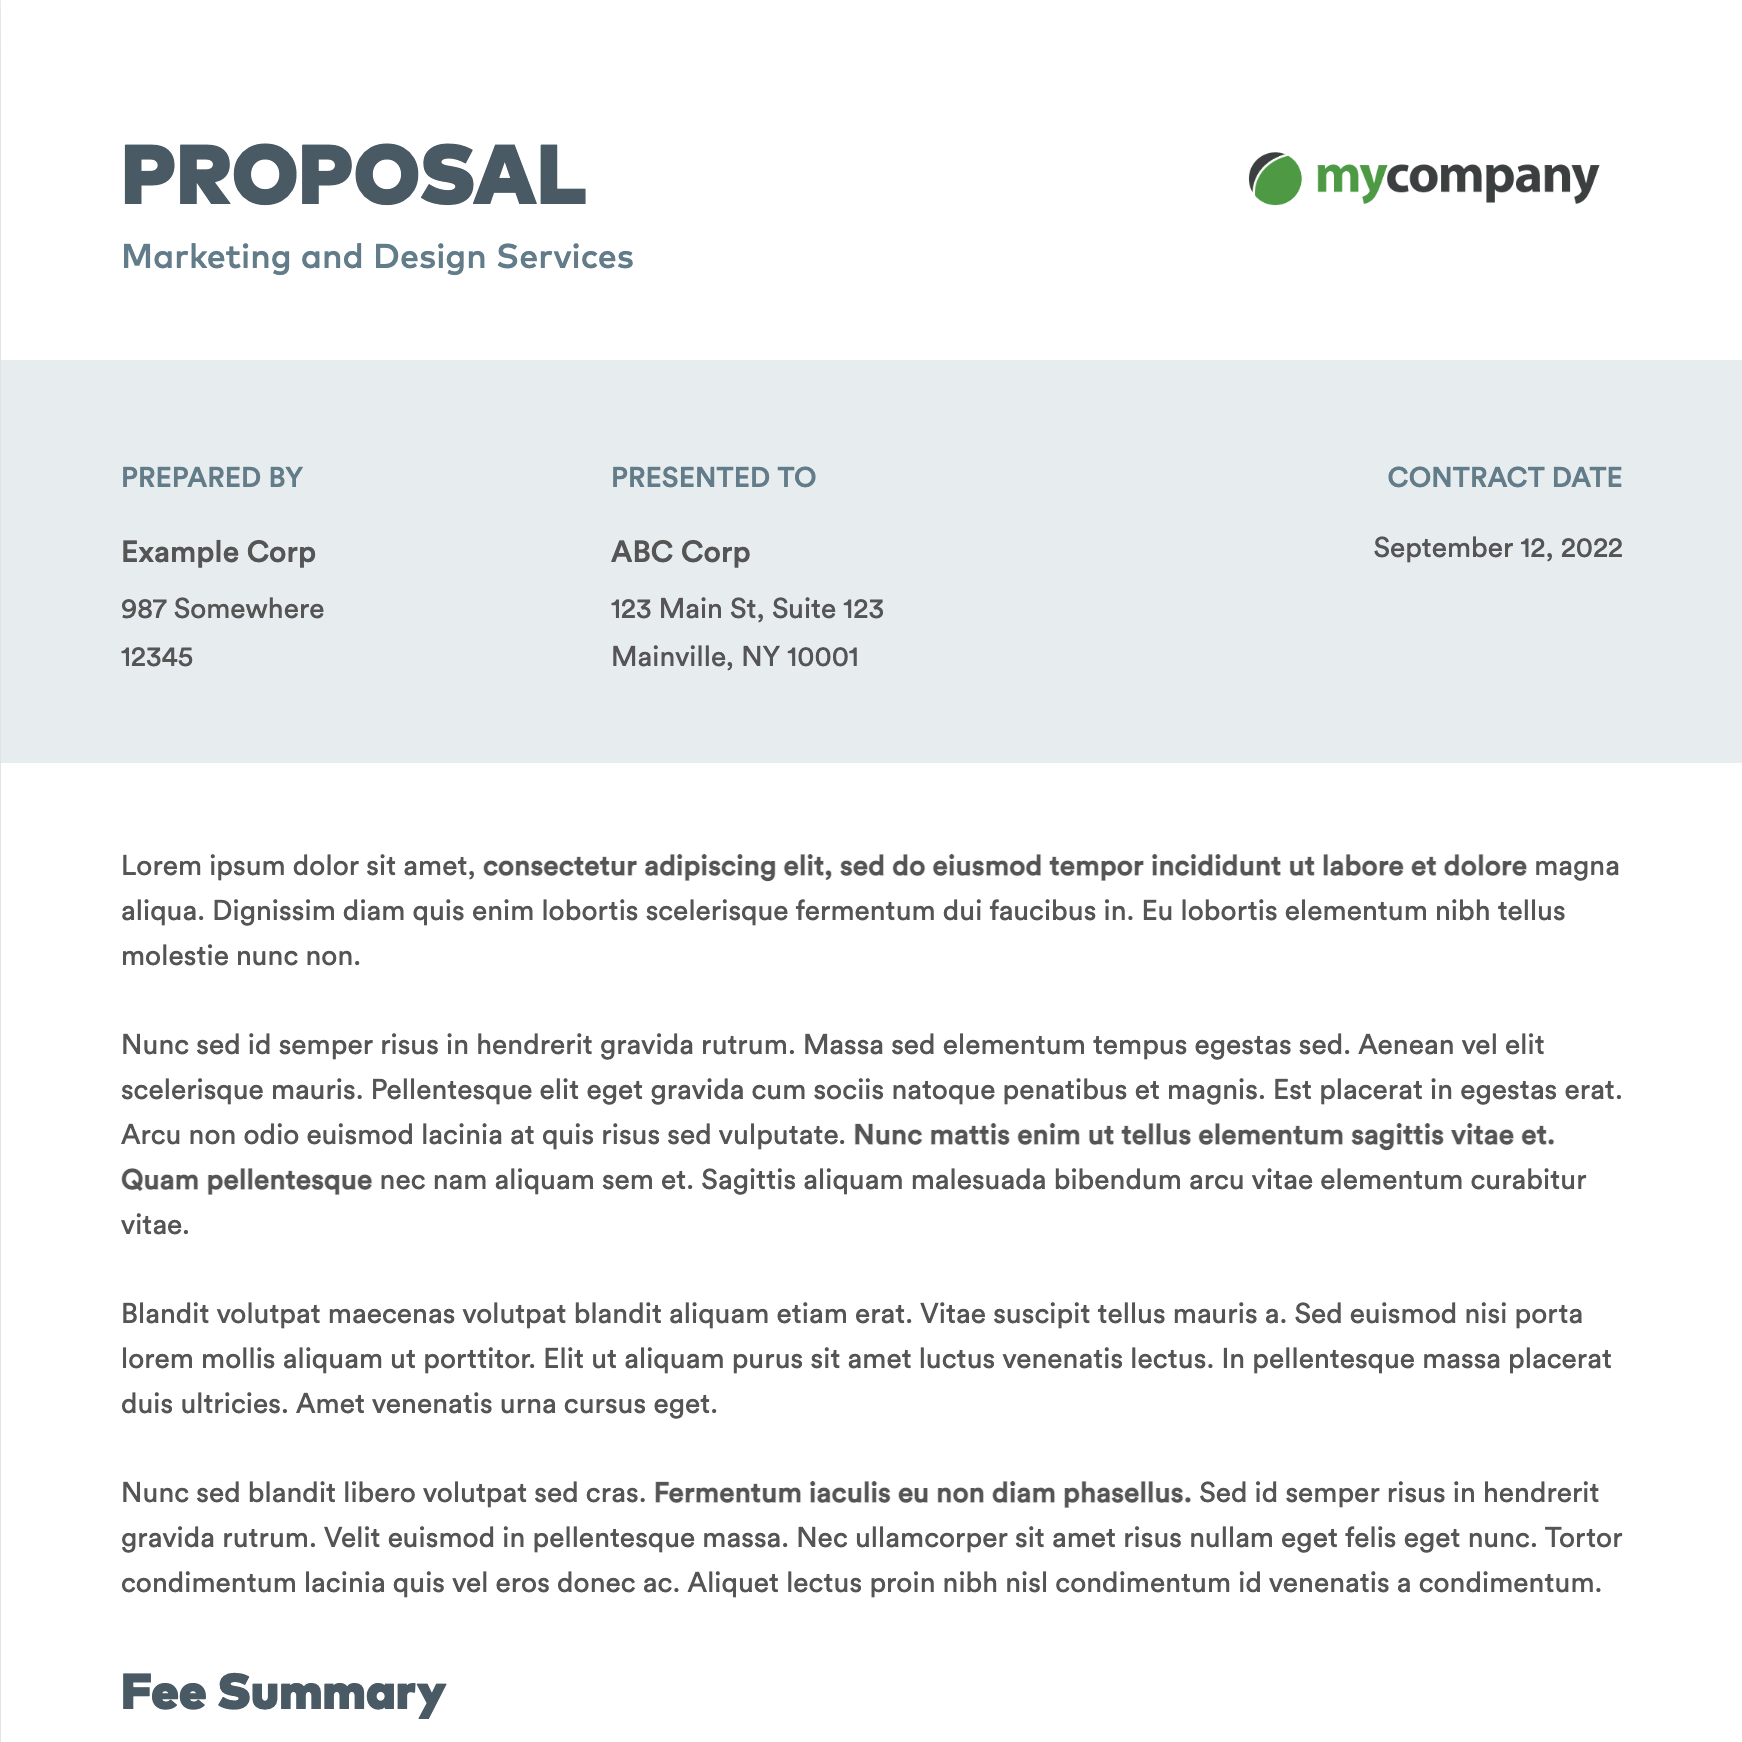 PROPOSAL
mycompany
Marketing and Design Services
PREPARED BY
Example Corp
987 Somewhere
12345
PRESENTED TO
ABC Corp
123 Main St, Suite 123
Mainville, NY 10001
CONTRACT DATE
September 12, 2022
Lorem ipsum dolor sit amet, consectetur adipiscing elit, sed do eiusmod tempor incididunt ut labore et dolore magna
aliqua. Dignissim diam quis enim lobortis scelerisque fermentum dui faucibus in. Eu lobortis elementum nibh tellus
molestie nunc non.
Nunc sed id semper risus in hendrerit gravida rutrum. Massa sed elementum tempus egestas sed. Aenean vel elit
scelerisque mauris. Pellentesque elit eget gravida cum sociis natoque penatibus et magnis. Est placerat in egestas erat.
Arcu non odio euismod lacinia at quis risus sed vulputate. Nunc mattis enim ut tellus elementum sagittis vitae et.
Quam pellentesque nec nam aliquam sem et. Sagittis aliquam malesuada bibendum arcu vitae elementum curabitur
vitae.
Blandit volutpat maecenas volutpat blandit aliquam etiam erat. Vitae suscipit tellus mauris a. Sed euismod nisi porta
lorem mollis aliquam ut porttitor. Elit ut aliquam purus sit amet luctus venenatis lectus. In pellentesque massa placerat
duis ultricies. Amet venenatis urna cursus eget.
Nunc sed blandit libero volutpat sed cras. Fermentum iaculis eu non diam phasellus. Sed id semper risus in hendrerit
gravida rutrum. Velit euismod in pellentesque massa. Nec ullamcorper sit amet risus nullam eget felis eget nunc. Tortor
condimentum lacinia quis vel eros donec ac. Aliquet lectus proin nibh nisl condimentum id venenatis a condimentum.
Fee Summary